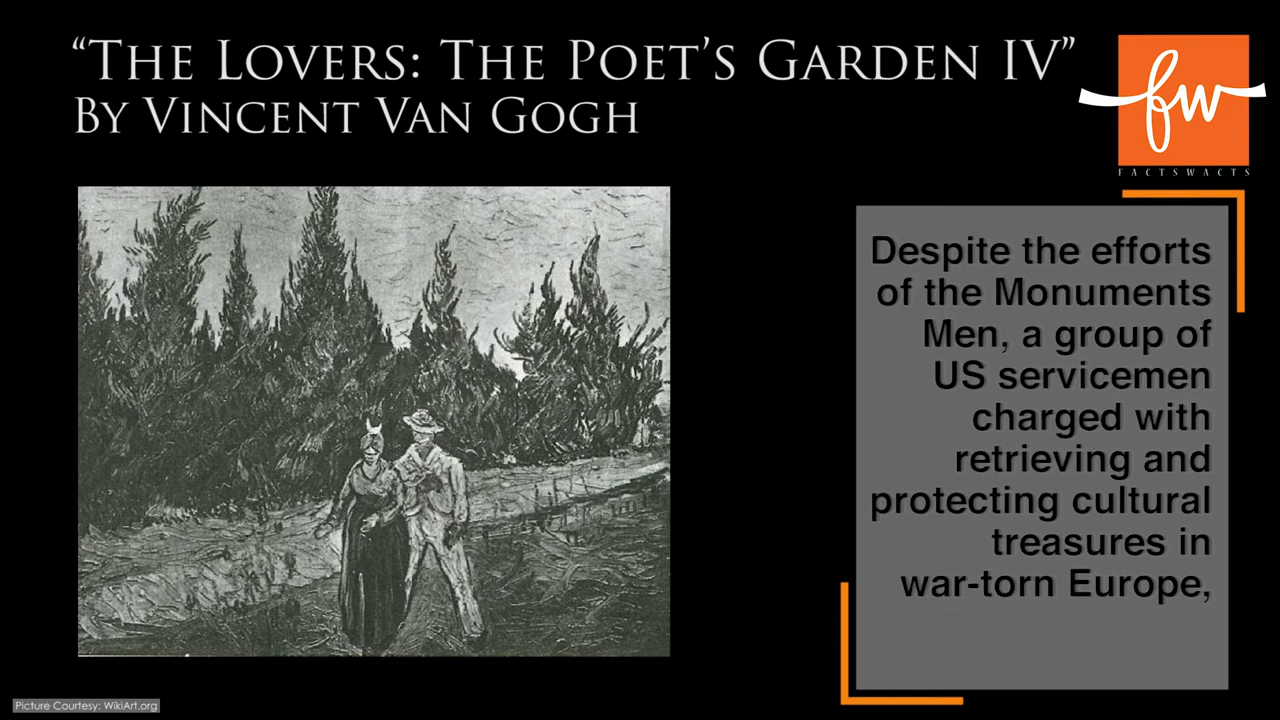 “The Lovers: The Poet’s Garden IV”
By Vincent Van Gogh
fw
FACTSWACTS
Despite the efforts
of the Monuments
Men, a group of
US servicemen
charged with
retrieving and
protecting cultural
treasures in
war-torn Europe,
Picture Courtesy: WikiArt.org